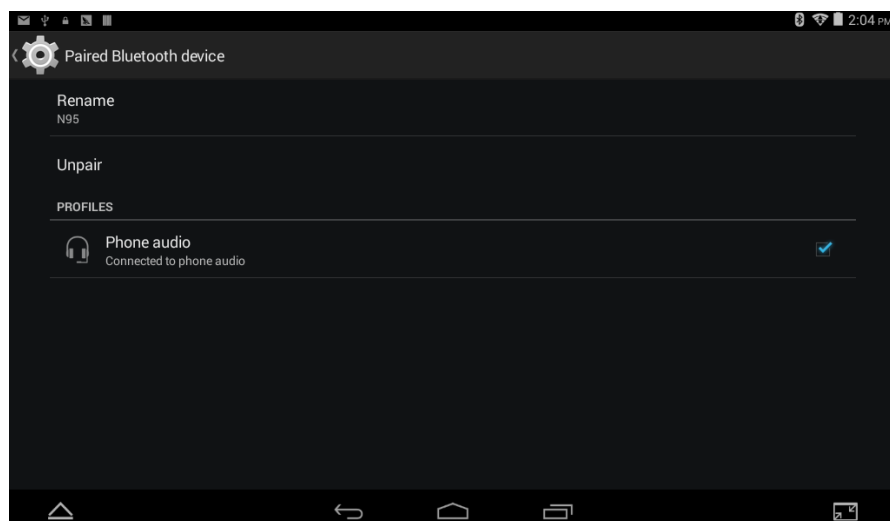 2:04 PM
Paired Bluetooth device
Rename
N95
Unpair
PROFILES
Phone audio
Connected to phone audio